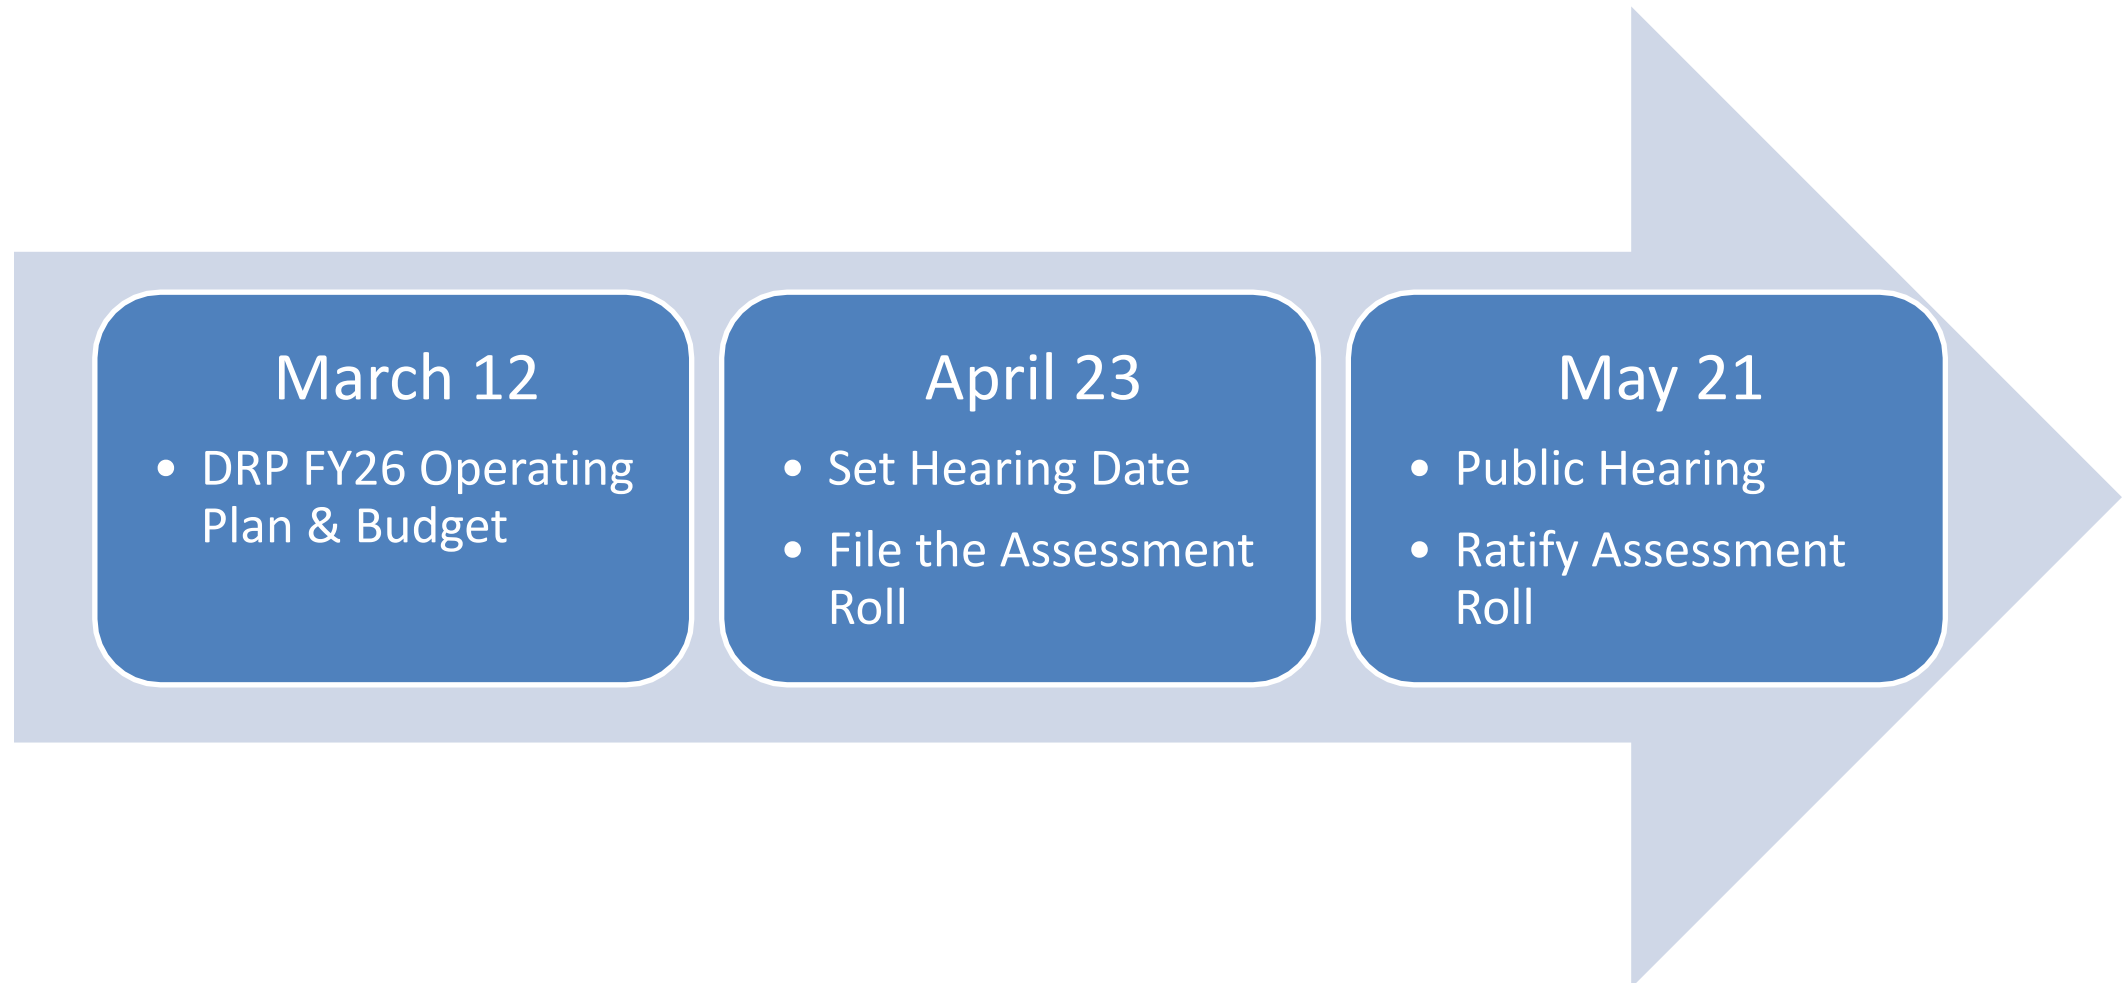 March 12
• DRP FY26 Operating
Plan & Budget
April 23
• Set Hearing Date
• File the Assessment
Roll
May 21
• Public Hearing
• Ratify Assessment
Roll